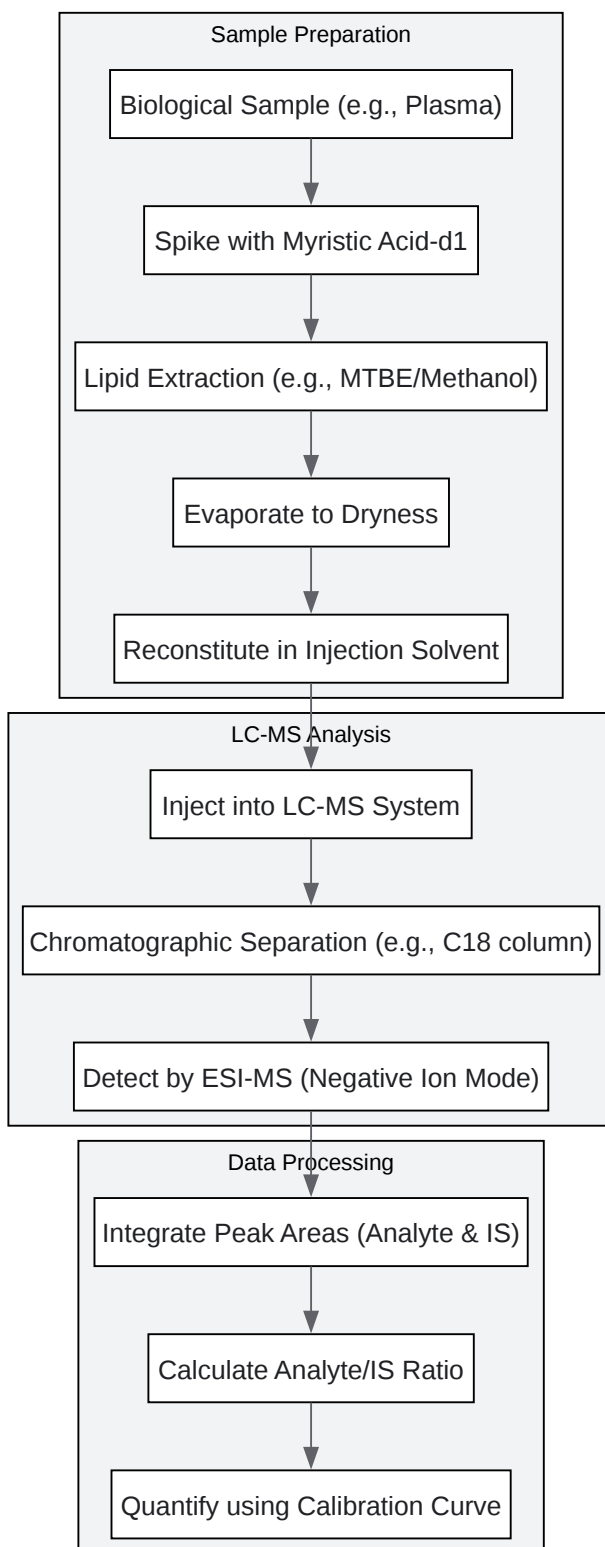 Sample Preparation
Biological Sample (e.g., Plasma)
Spike with Myristic Acid-d1
Lipid Extraction (e.g., MTBE/Methanol)
Evaporate to Dryness
Reconstitute in Injection Solvent
LC-MS Analysis
Inject into LC-MS System
Chromatographic Separation (e.g., C18 column)
Detect by ESI-MS (Negative Ion Mode)
Data Processing
Integrate Peak Areas (Analyte & IS)
Calculate Analyte/IS Ratio
Quantify using Calibration Curve